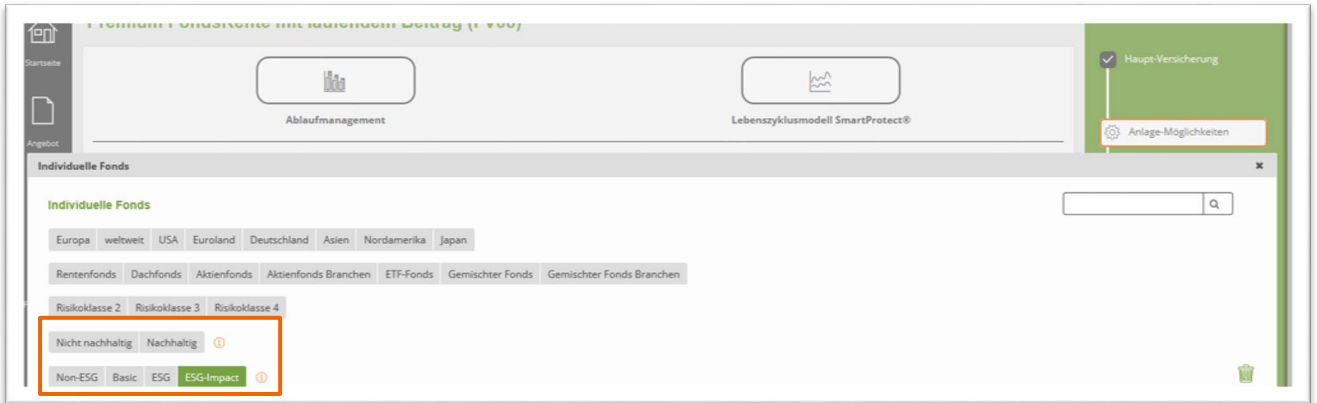 Premium FondsRente mit laufendem Beitrag (FV08)
Startseite
Haupt-Versicherung
Ablaufmanagement
Lebenszyklusmodell SmartProtect®
Anlage-Möglichkeiten
Angebot
Individuelle Fonds
Individuelle Fonds
Europa weltweit USA Euroland Deutschland Asien Nordamerika Japan
Rentenfonds Dachfonds Aktienfonds Aktienfonds Branchen ETF-Fonds Gemischter Fonds Gemischter Fonds Branchen
Risikoklasse 2 Risikoklasse 3 Risikoklasse 4
Nicht nachhaltig Nachhaltig
Non-ESG Basic ESG ESG-Impact